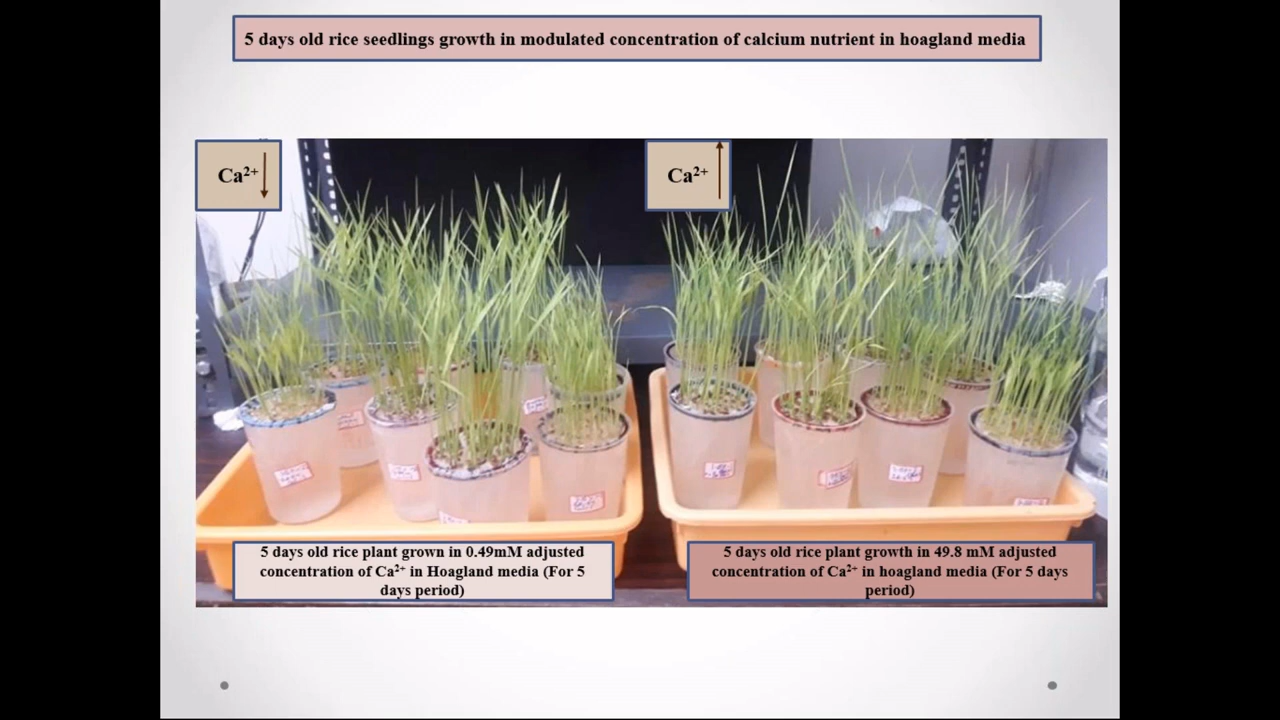 5 days old rice seedlings growth in modulated concentration of calcium nutrient in hoagland media
Ca²⁺
Ca²⁺
5 days old rice plant grown in 0.49mM adjusted
concentration of Ca²⁺ in Hoagland media (For 5
days period)
5 days old rice plant growth in 49.8 mM adjusted
concentration of Ca²⁺ in hoagland media (For 5 days
period)